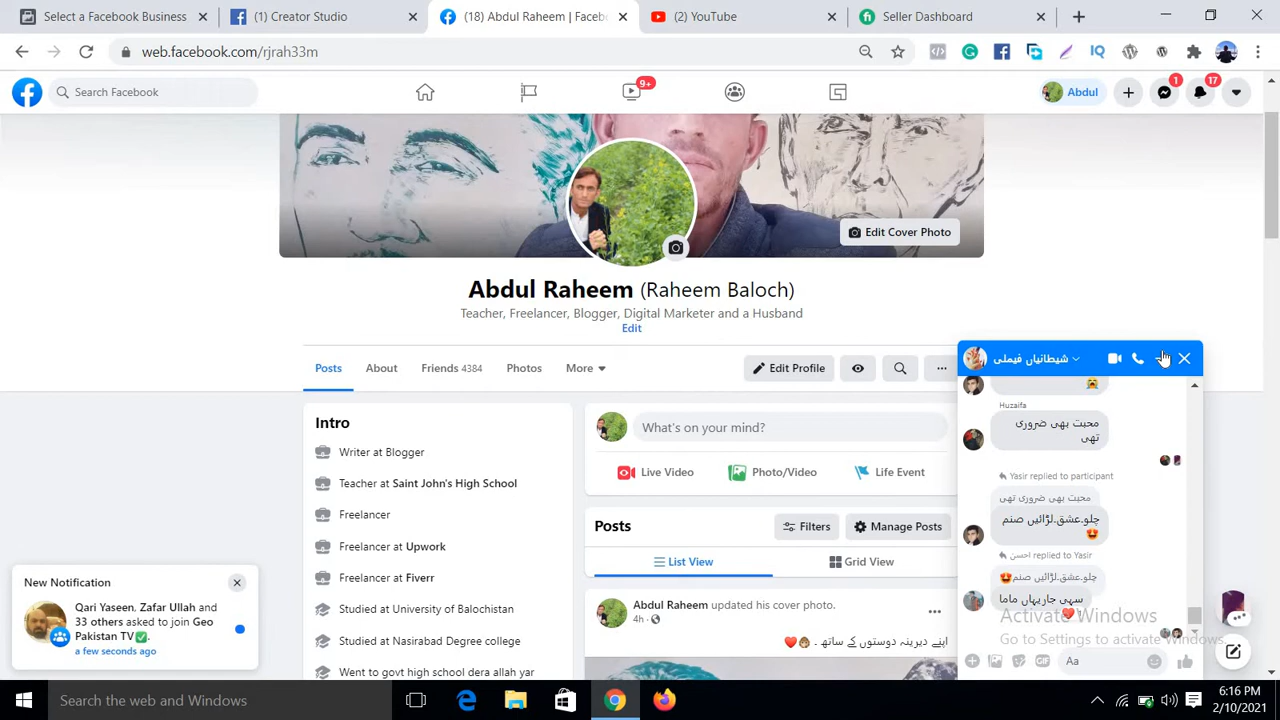 Select a Facebook Business
(1) Creator Studio
(18) Abdul Raheem | Faceb
(2) YouTube
Seller Dashboard
web.facebook.com/rjrah33m
IQ
Search Facebook
9+
Abdul
1
17
Edit Cover Photo
Abdul Raheem (Raheem Baloch)
Teacher, Freelancer, Blogger, Digital Marketer and a Husband
Edit
Posts
About
Friends 4384
Photos
More
Edit Profile
Intro
Writer at Blogger
Teacher at Saint John's High School
Freelancer
Freelancer at Upwork
Freelancer at Fiverr
Studied at University of Balochistan
Studied at Nasirabad Degree college
Went to govt high school dera allah yar
What's on your mind?
Live Video
Photo/Video
Life Event
Posts
Filters
Manage Posts
List View
Grid View
Abdul Raheem updated his cover photo.
4h
اپنے دیرینہ دوستوں کے ساتھ ۔
شیطانیاں فیملی
Huzaifa
محبت بھی ضروری
تھی
Yasir replied to participant
محبت بھی ضروری تھی
چلو.عشق.لڑائیں صنم
احسن replied to Yasir
چلو.عشق.لڑائیں صنم
سہی جارہاں ماما
GIF
Aa
Activate Windows
Go to Settings to activate Windows.
New Notification
Qari Yaseen, Zafar Ullah and
33 others asked to join Geo
Pakistan TV✅.
a few seconds ago
Search the web and Windows
6:16 PM
2/10/2021